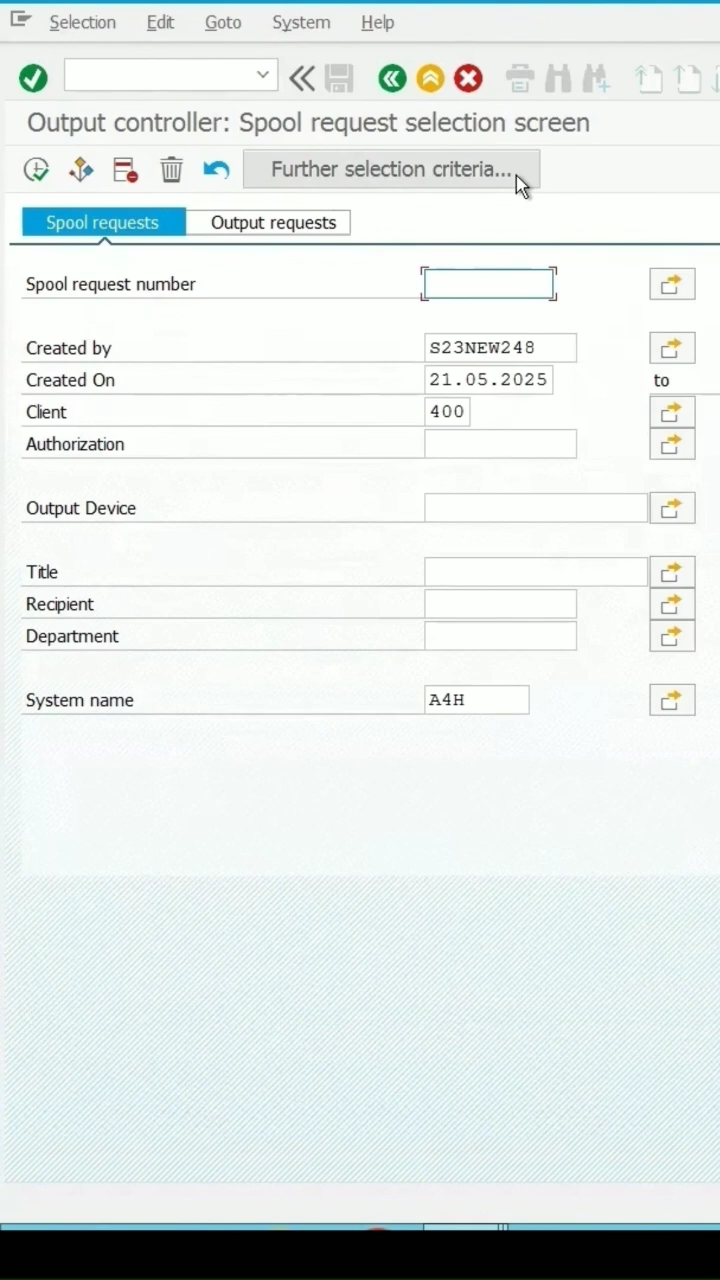 Selection Edit Goto System Help
Output controller: Spool request selection screen
Further selection criteria...
Spool requests Output requests
Spool request number
Created by S23NEW248
Created On 21.05.2025 to
Client 400
Authorization
Output Device
Title
Recipient
Department
System name A4H